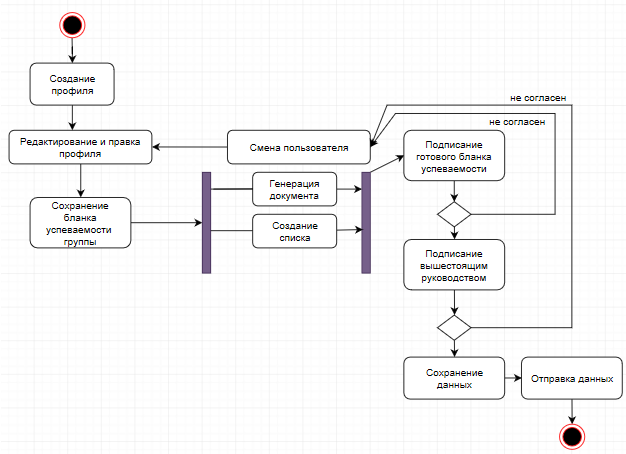 Создание
профиля
Редактирование и правка
профиля
Сохранение
бланка
успеваемости
группы
Смена пользователя
Генерация
документа
Создание
списка
не согласен
не согласен
Подписание
готового бланка
успеваемости
Подписание
вышестоящим
руководством
Сохранение
данных
Отправка данных